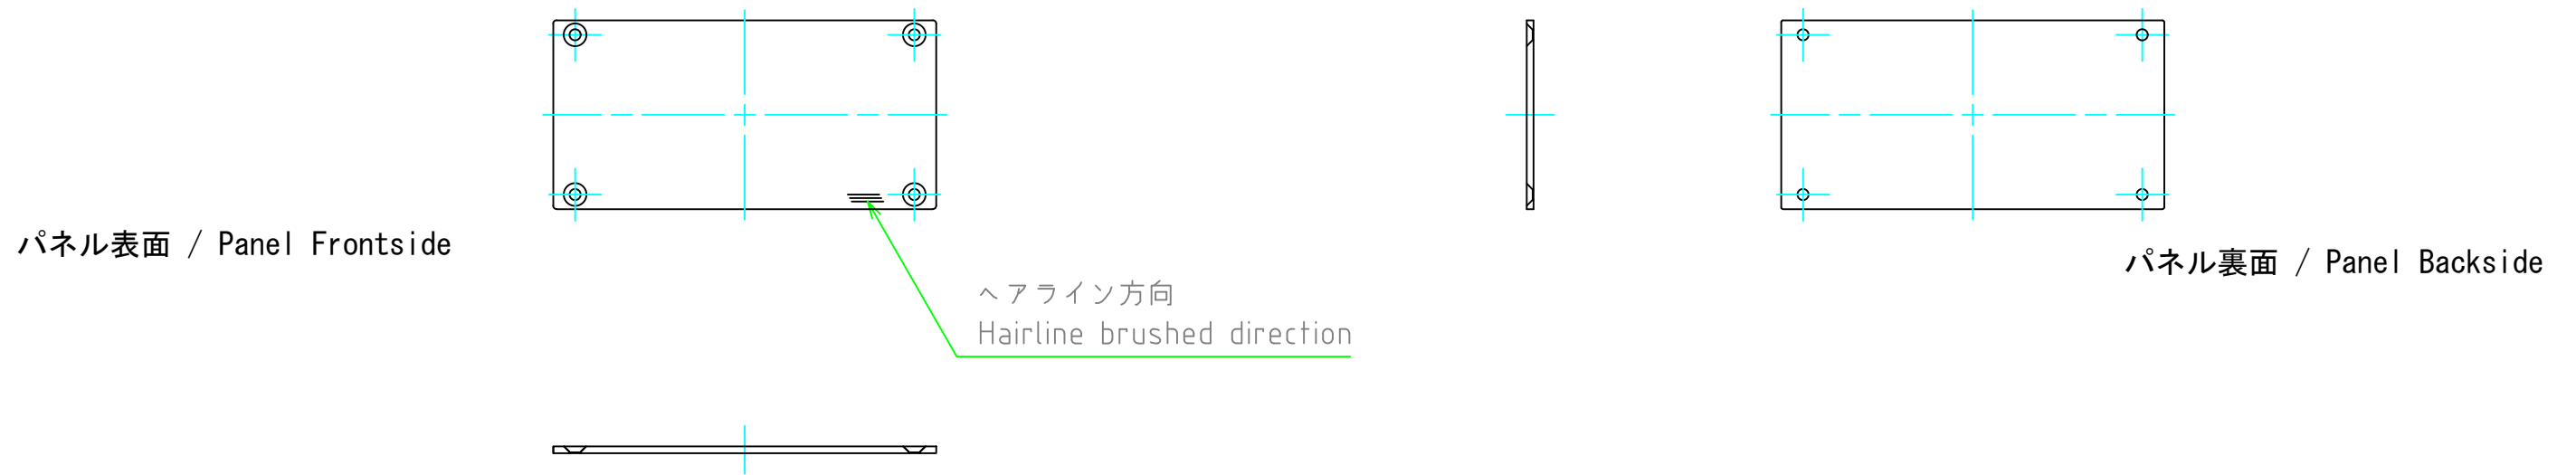 パネル表面 / Panel Frontside
パネル裏面 / Panel Backside
ヘアライン方向
Hairline brushed direction